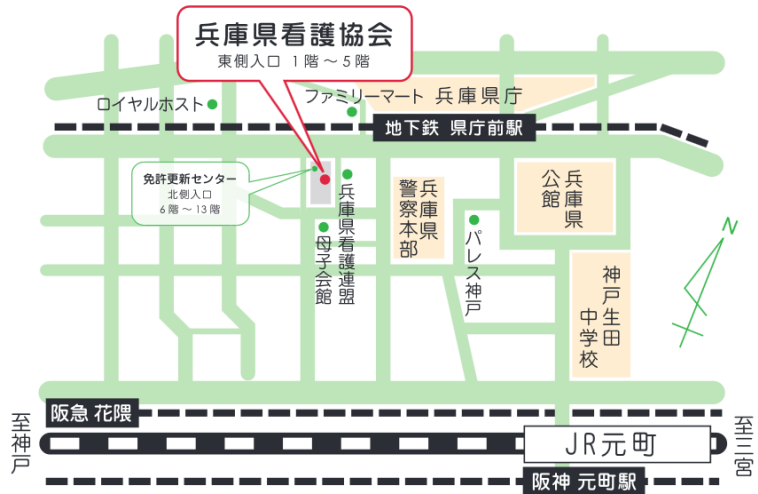 兵庫県看護協会
東側入口 1階〜5階
ロイヤルホスト
ファミリーマート
兵庫県庁
地下鉄 県庁前駅
免許更新センター
北側入口
6階〜13階
兵庫県看護連盟
母子会館
兵庫県
警察本部
パレス神戸
兵庫県
公館
N
神戸生田
中学校
阪急 花隈
至神戸
JR元町
至三宮
阪神 元町駅